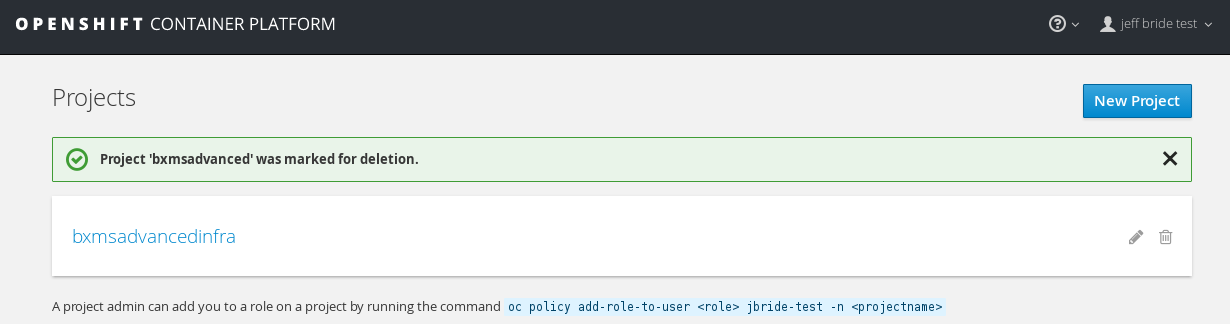 OPENSHIFT CONTAINER PLATFORM
jeff bride test
Projects
New Project
Project 'bxmsadvanced' was marked for deletion.
bxmsadvancedinfra
A project admin can add you to a role on a project by running the command oc policy add-role-to-user <role> jbride-test -n <projectname>